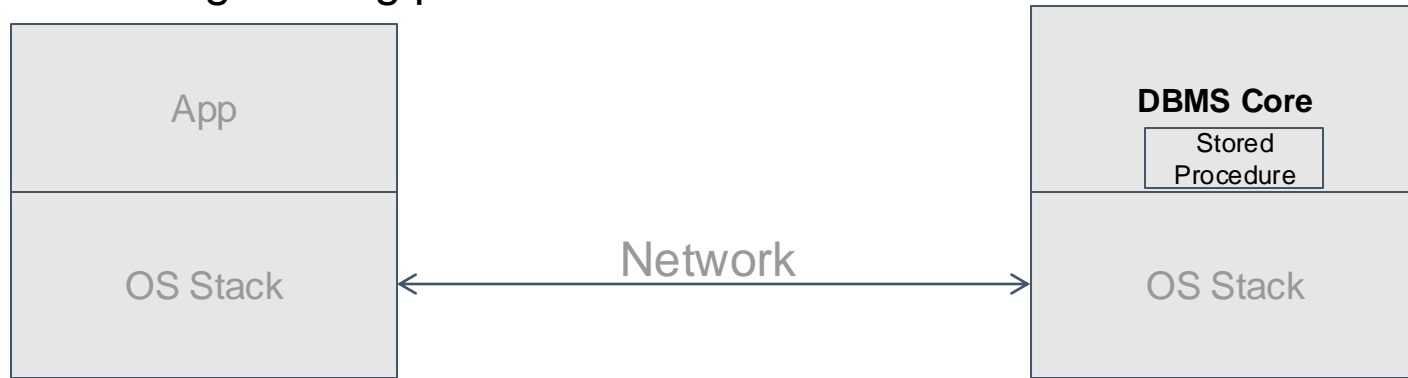 App
DBMS Core
Stored
Procedure
Network
OS Stack
OS Stack